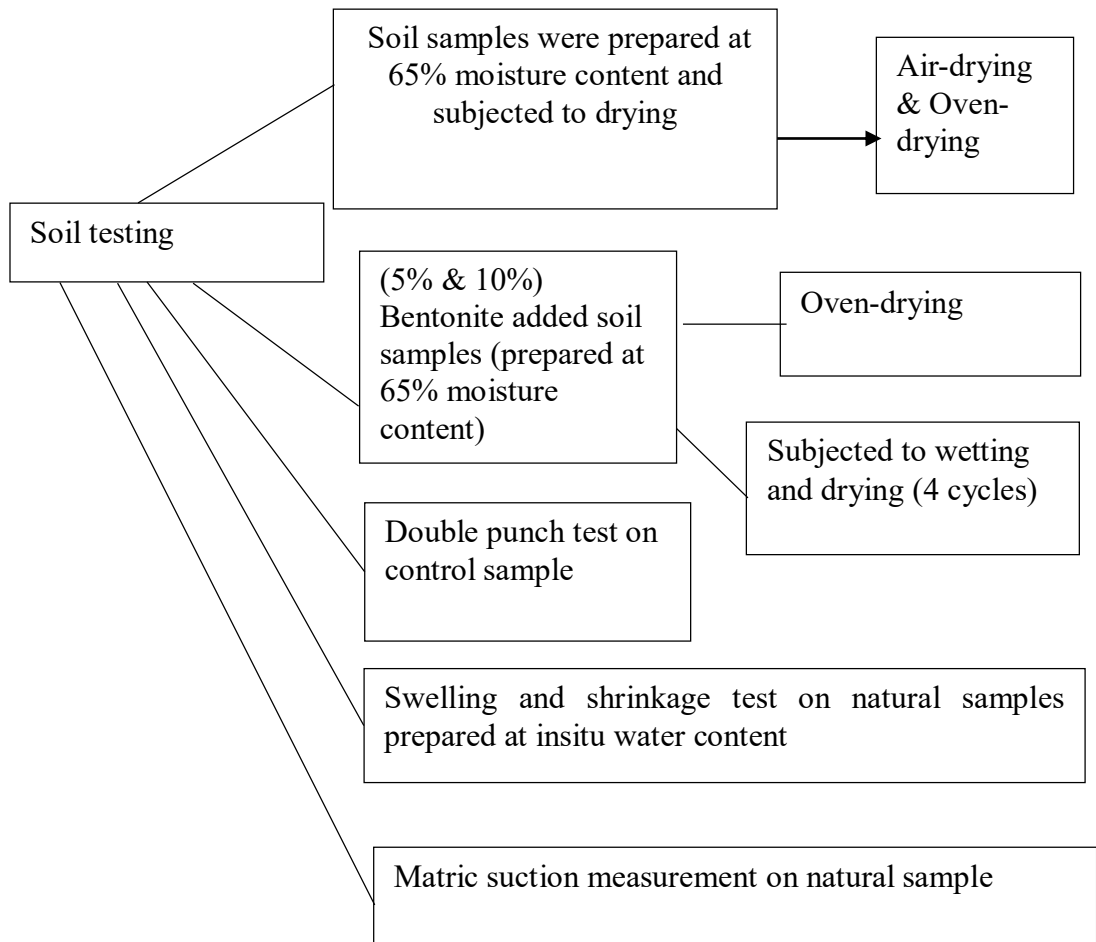 Soil samples were prepared at
65% moisture content and
subjected to drying
Air-drying
& Oven-
drying
Soil testing
(5% & 10%)
Bentonite added soil
samples (prepared at
65% moisture
content)
Oven-drying
Subjected to wetting
and drying (4 cycles)
Double punch test on
control sample
Swelling and shrinkage test on natural samples
prepared at insitu water content
Matric suction measurement on natural sample